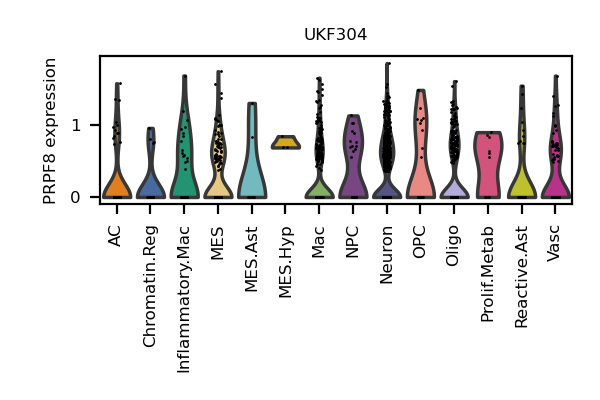 UKF304
PRPF8 expression
1
0
AC
Chromatin.Reg
Inflammatory.Mac
MES
MES.Ast
MES.Hyp
Mac
NPC
Neuron
OPC
Oligo
Prolif.Metab
Reactive.Ast
Vasc